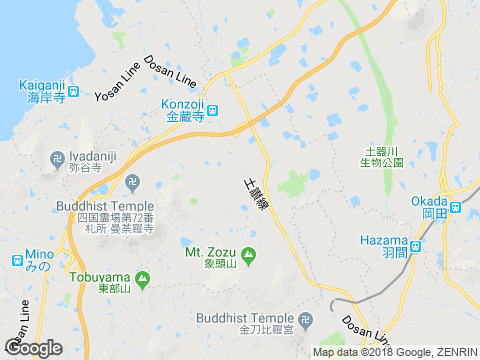 Dosan Line
Kaiganji
海岸寺
Yosan Line
Konzoji
金蔵寺
Iyadaniji
弥谷寺
土器川
生物公園
土讃線
Buddhist Temple
四国霊場第72番
札所 曼荼羅寺
Okada
岡田
Hazama
羽間
Mino
みの
Mt. Zozu
象頭山
Tobuyama
東部山
Yosan Line
Buddhist Temple
金刀比羅宮
Dosan Line
Google
Map data ©2018 Google, ZENRIN